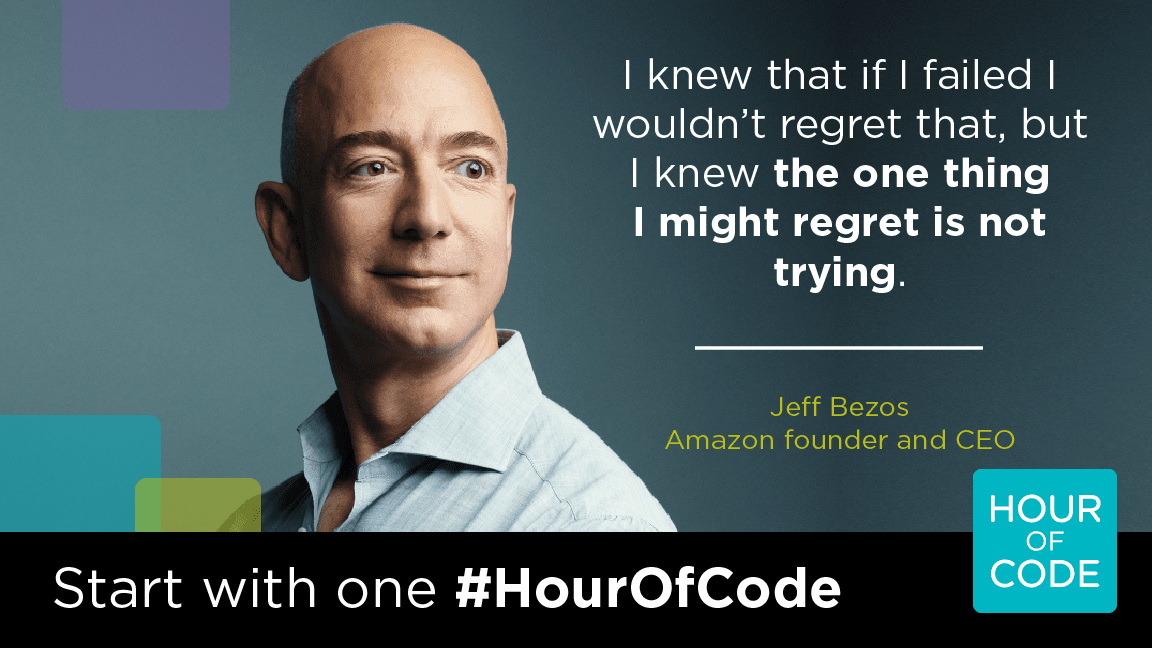 I knew that if I failed I
wouldn’t regret that, but
I knew the one thing
I might regret is not
trying.
Jeff Bezos
Amazon founder and CEO
HOUR
OF
CODE
Start with one #HourOfCode